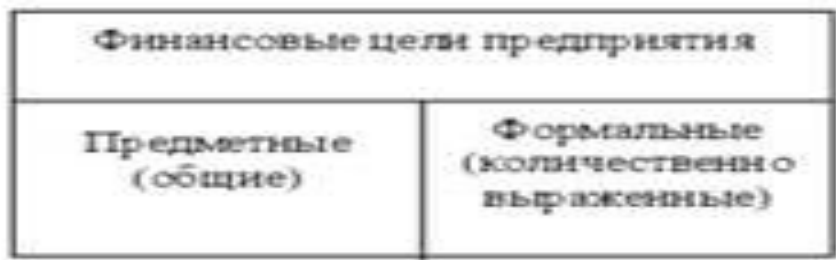 Финансовые цели предприятия
Предметные
(общие)
Формальные
(количественно
выраженные)